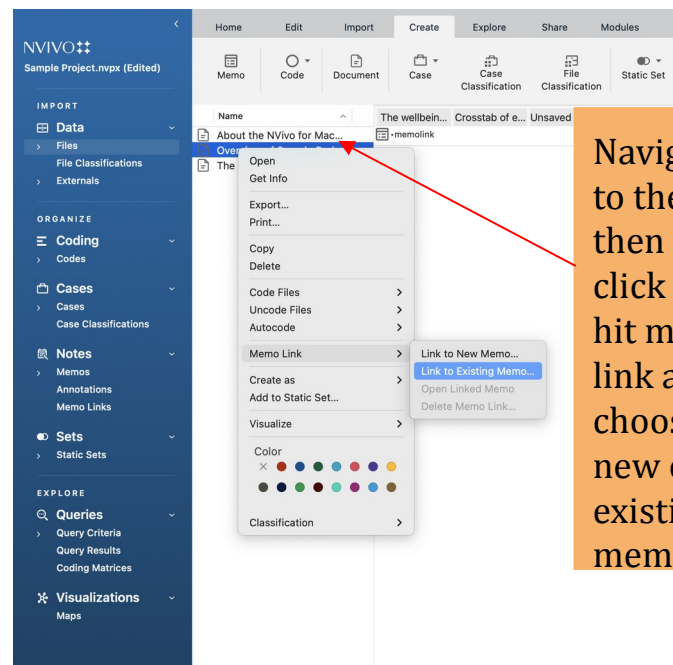 Home Edit Import Create Explore Share Modules
NVIVO
Sample Project.nvpx (Edited)
Memo Code Document Case Case Classification File Classification Static Set
IMPORT
Data
Files
File Classifications
Externals
ORGANIZE
Coding
Codes
Cases
Cases
Case Classifications
Notes
Memos
Annotations
Memo Links
Sets
Static Sets
EXPLORE
Queries
Query Criteria
Query Results
Coding Matrices
Visualizations
Maps
Name
About the NVivo for Mac...
The
The wellbein... Crosstab of e... Unsaved
•memolink
Open
Get Info
Export...
Print...
Copy
Delete
Code Files
Uncode Files
Autocode
Memo Link
Create as
Add to Static Set...
Visualize
Color
Classification
Link to New Memo...
Link to Existing Memo...
Open Linked Memo
Delete Memo Link...
Navig
to the
then
click
hit m
link a
choos
new
existi
mem